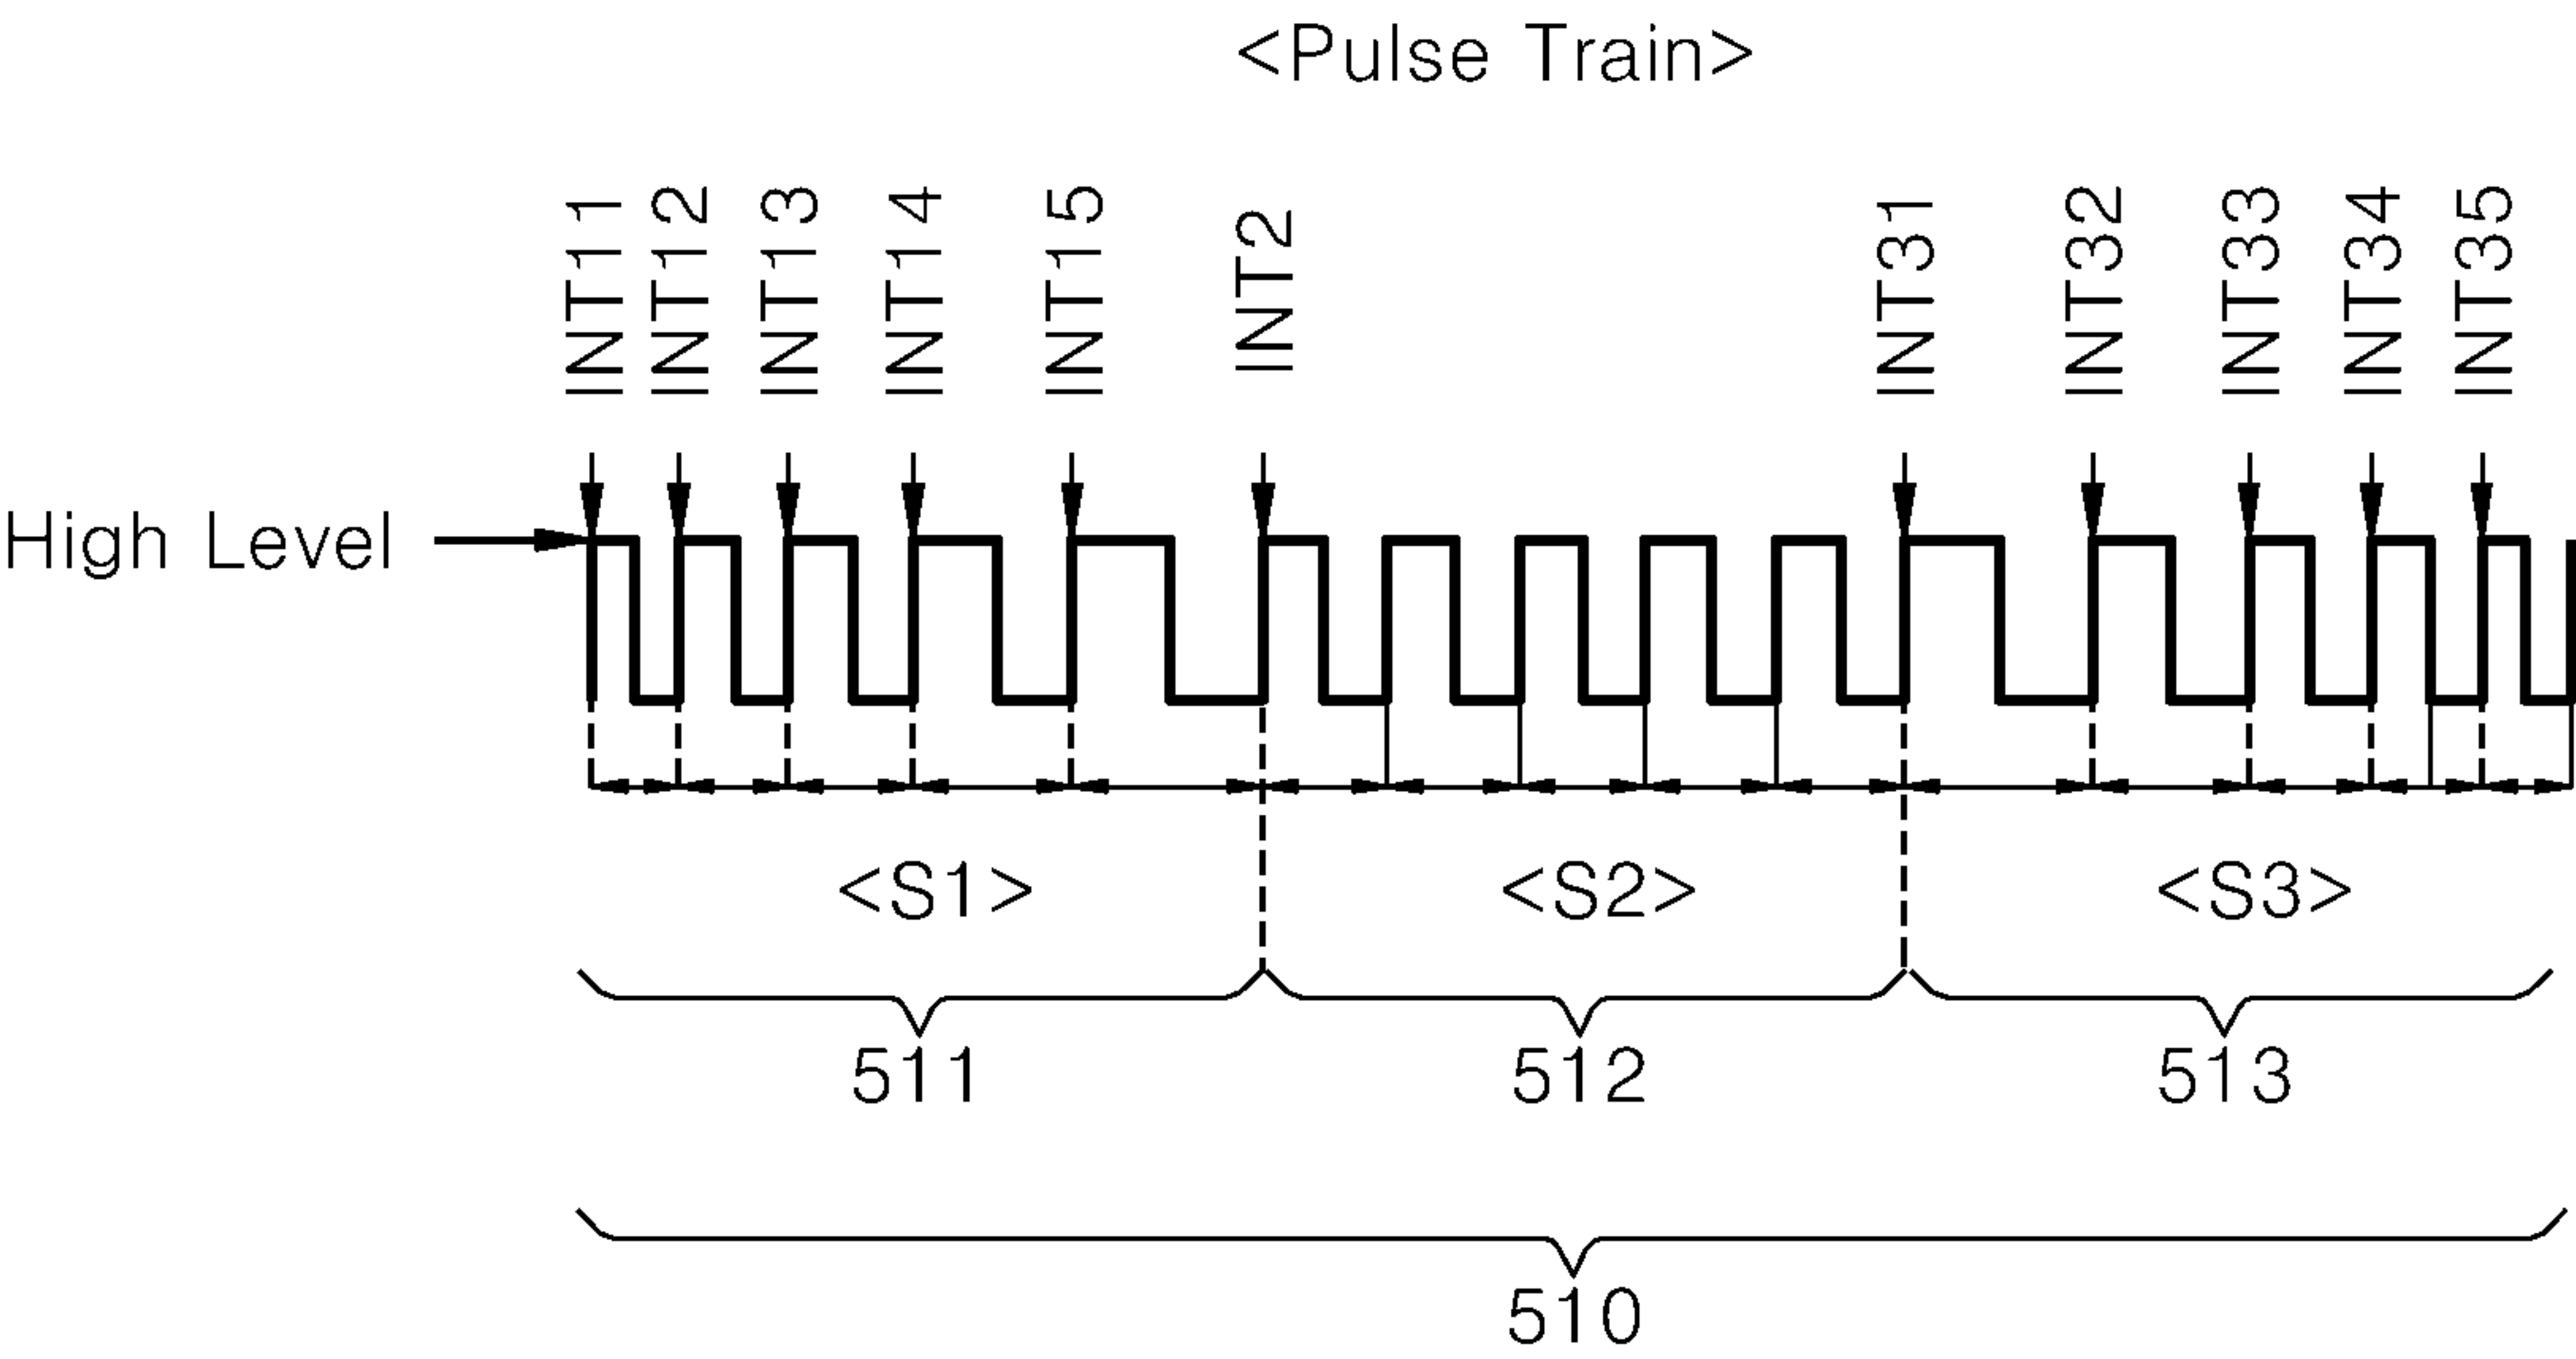 <Pulse Train>
INT11
INT12
INT13
INT14
INT15
INT2
INT31
INT32
INT33
INT34
INT35
High Level
<S1>
<S2>
<S3>
511
512
513
510